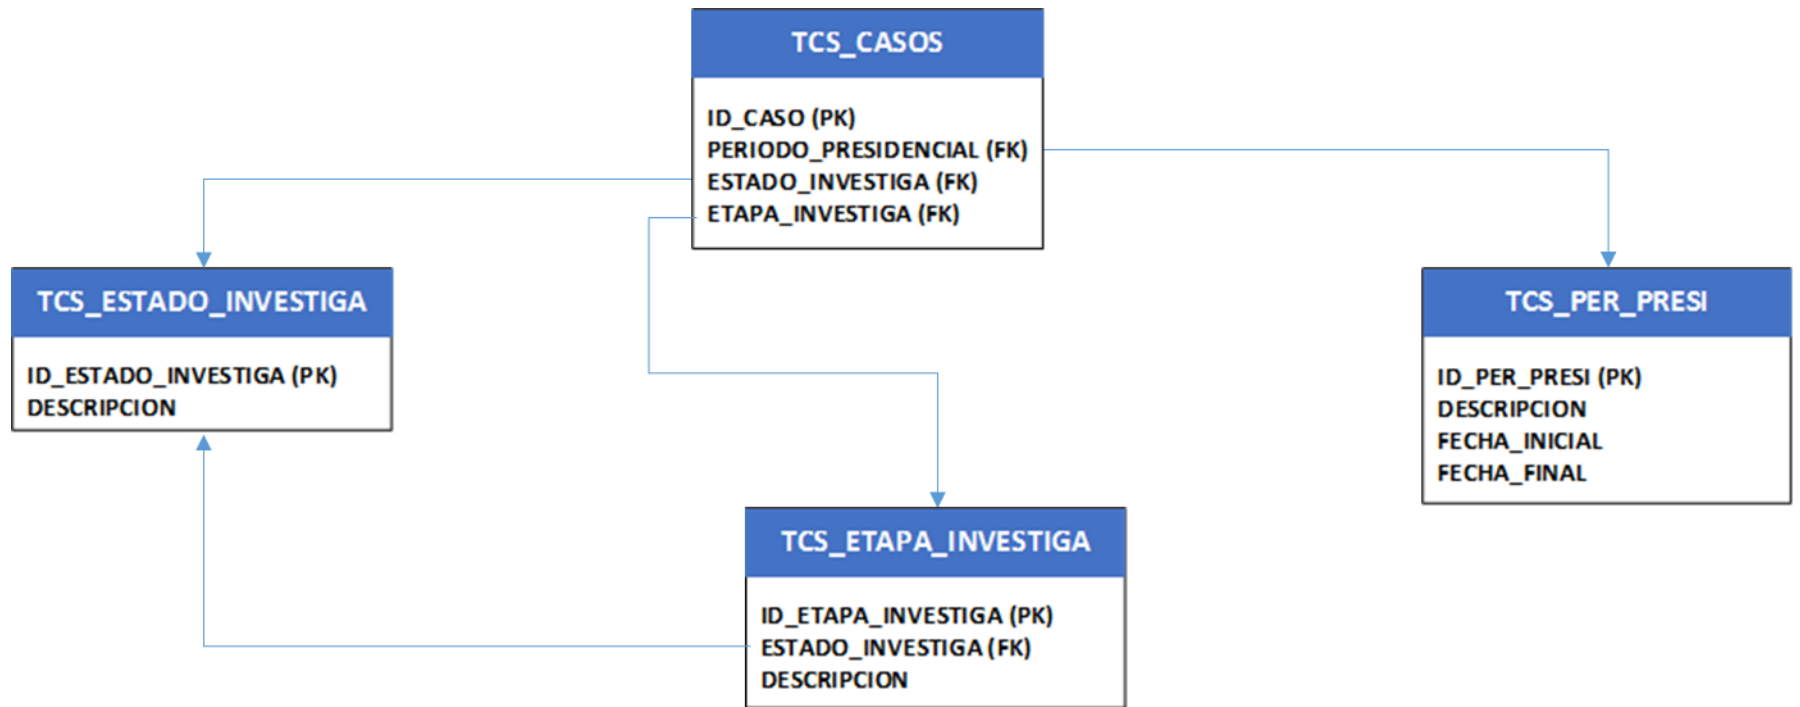 TCS_CASOS
ID_CASO (PK)
PERIODO_PRESIDENCIAL (FK)
ESTADO_INVESTIGA (FK)
ETAPA_INVESTIGA (FK)
TCS_ESTADO_INVESTIGA
ID_ESTADO_INVESTIGA (PK)
DESCRIPCION
TCS_PER_PRESI
ID_PER_PRESI (PK)
DESCRIPCION
FECHA_INICIAL
FECHA_FINAL
TCS_ETAPA_INVESTIGA
ID_ETAPA_INVESTIGA (PK)
ESTADO_INVESTIGA (FK)
DESCRIPCION